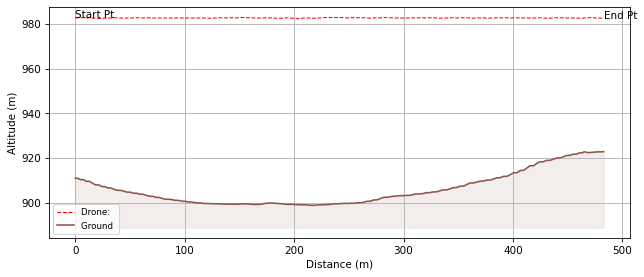 Start Pt
End Pt
980
960
940
920
900
Altitude (m)
Drone:
Ground
0
100
200
300
400
500
Distance (m)